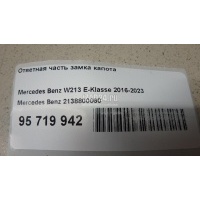 Ответная часть замка капота
Mercedes Benz W213 E-Klasse 2016-2023
Mercedes Benz 2138800060
95 719 942